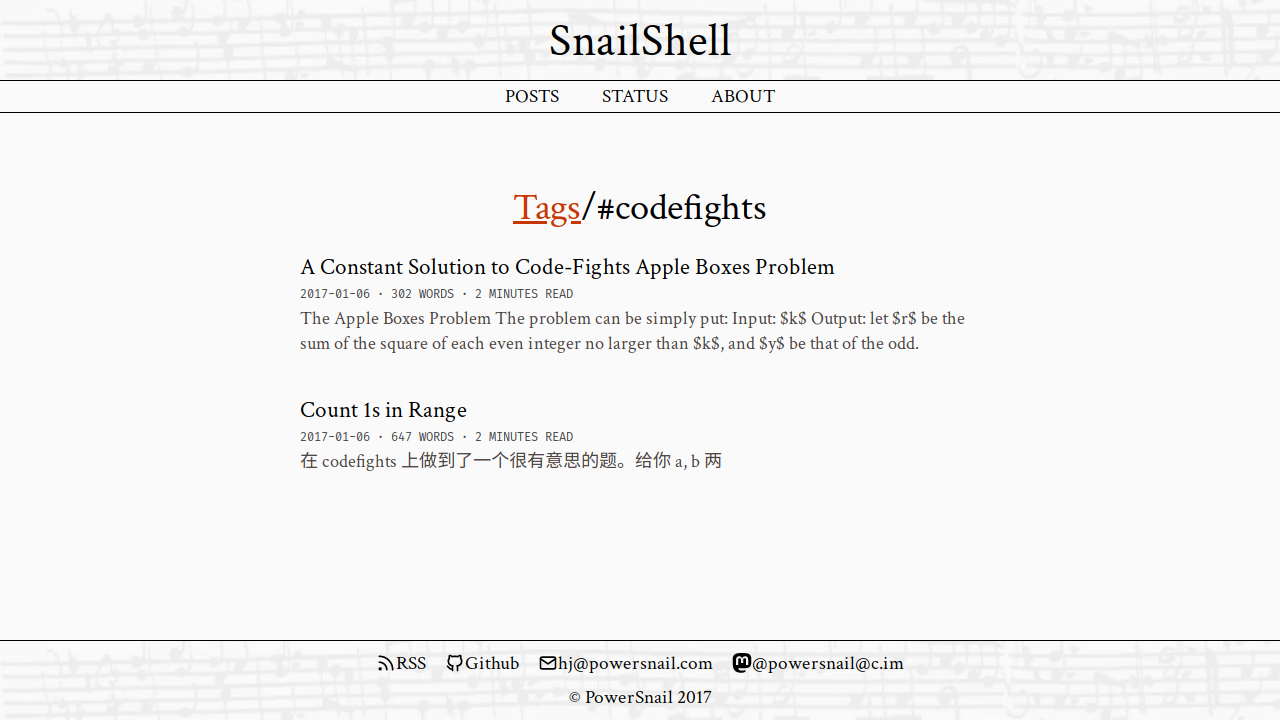 SnailShell
POSTS STATUS ABOUT
Tags/#codefights
A Constant Solution to Code-Fights Apple Boxes Problem
2017-01-06 · 302 WORDS · 2 MINUTES READ
The Apple Boxes Problem The problem can be simply put: Input: $k$ Output: let $r$ be the
sum of the square of each even integer no larger than $k$, and $y$ be that of the odd.
Count 1s in Range
2017-01-06 · 647 WORDS · 2 MINUTES READ
在 codefights 上做到了一个很有意思的题。给你 a, b 两
RSS Github hj@powersnail.com @powersnail@c.im
© PowerSnail 2017